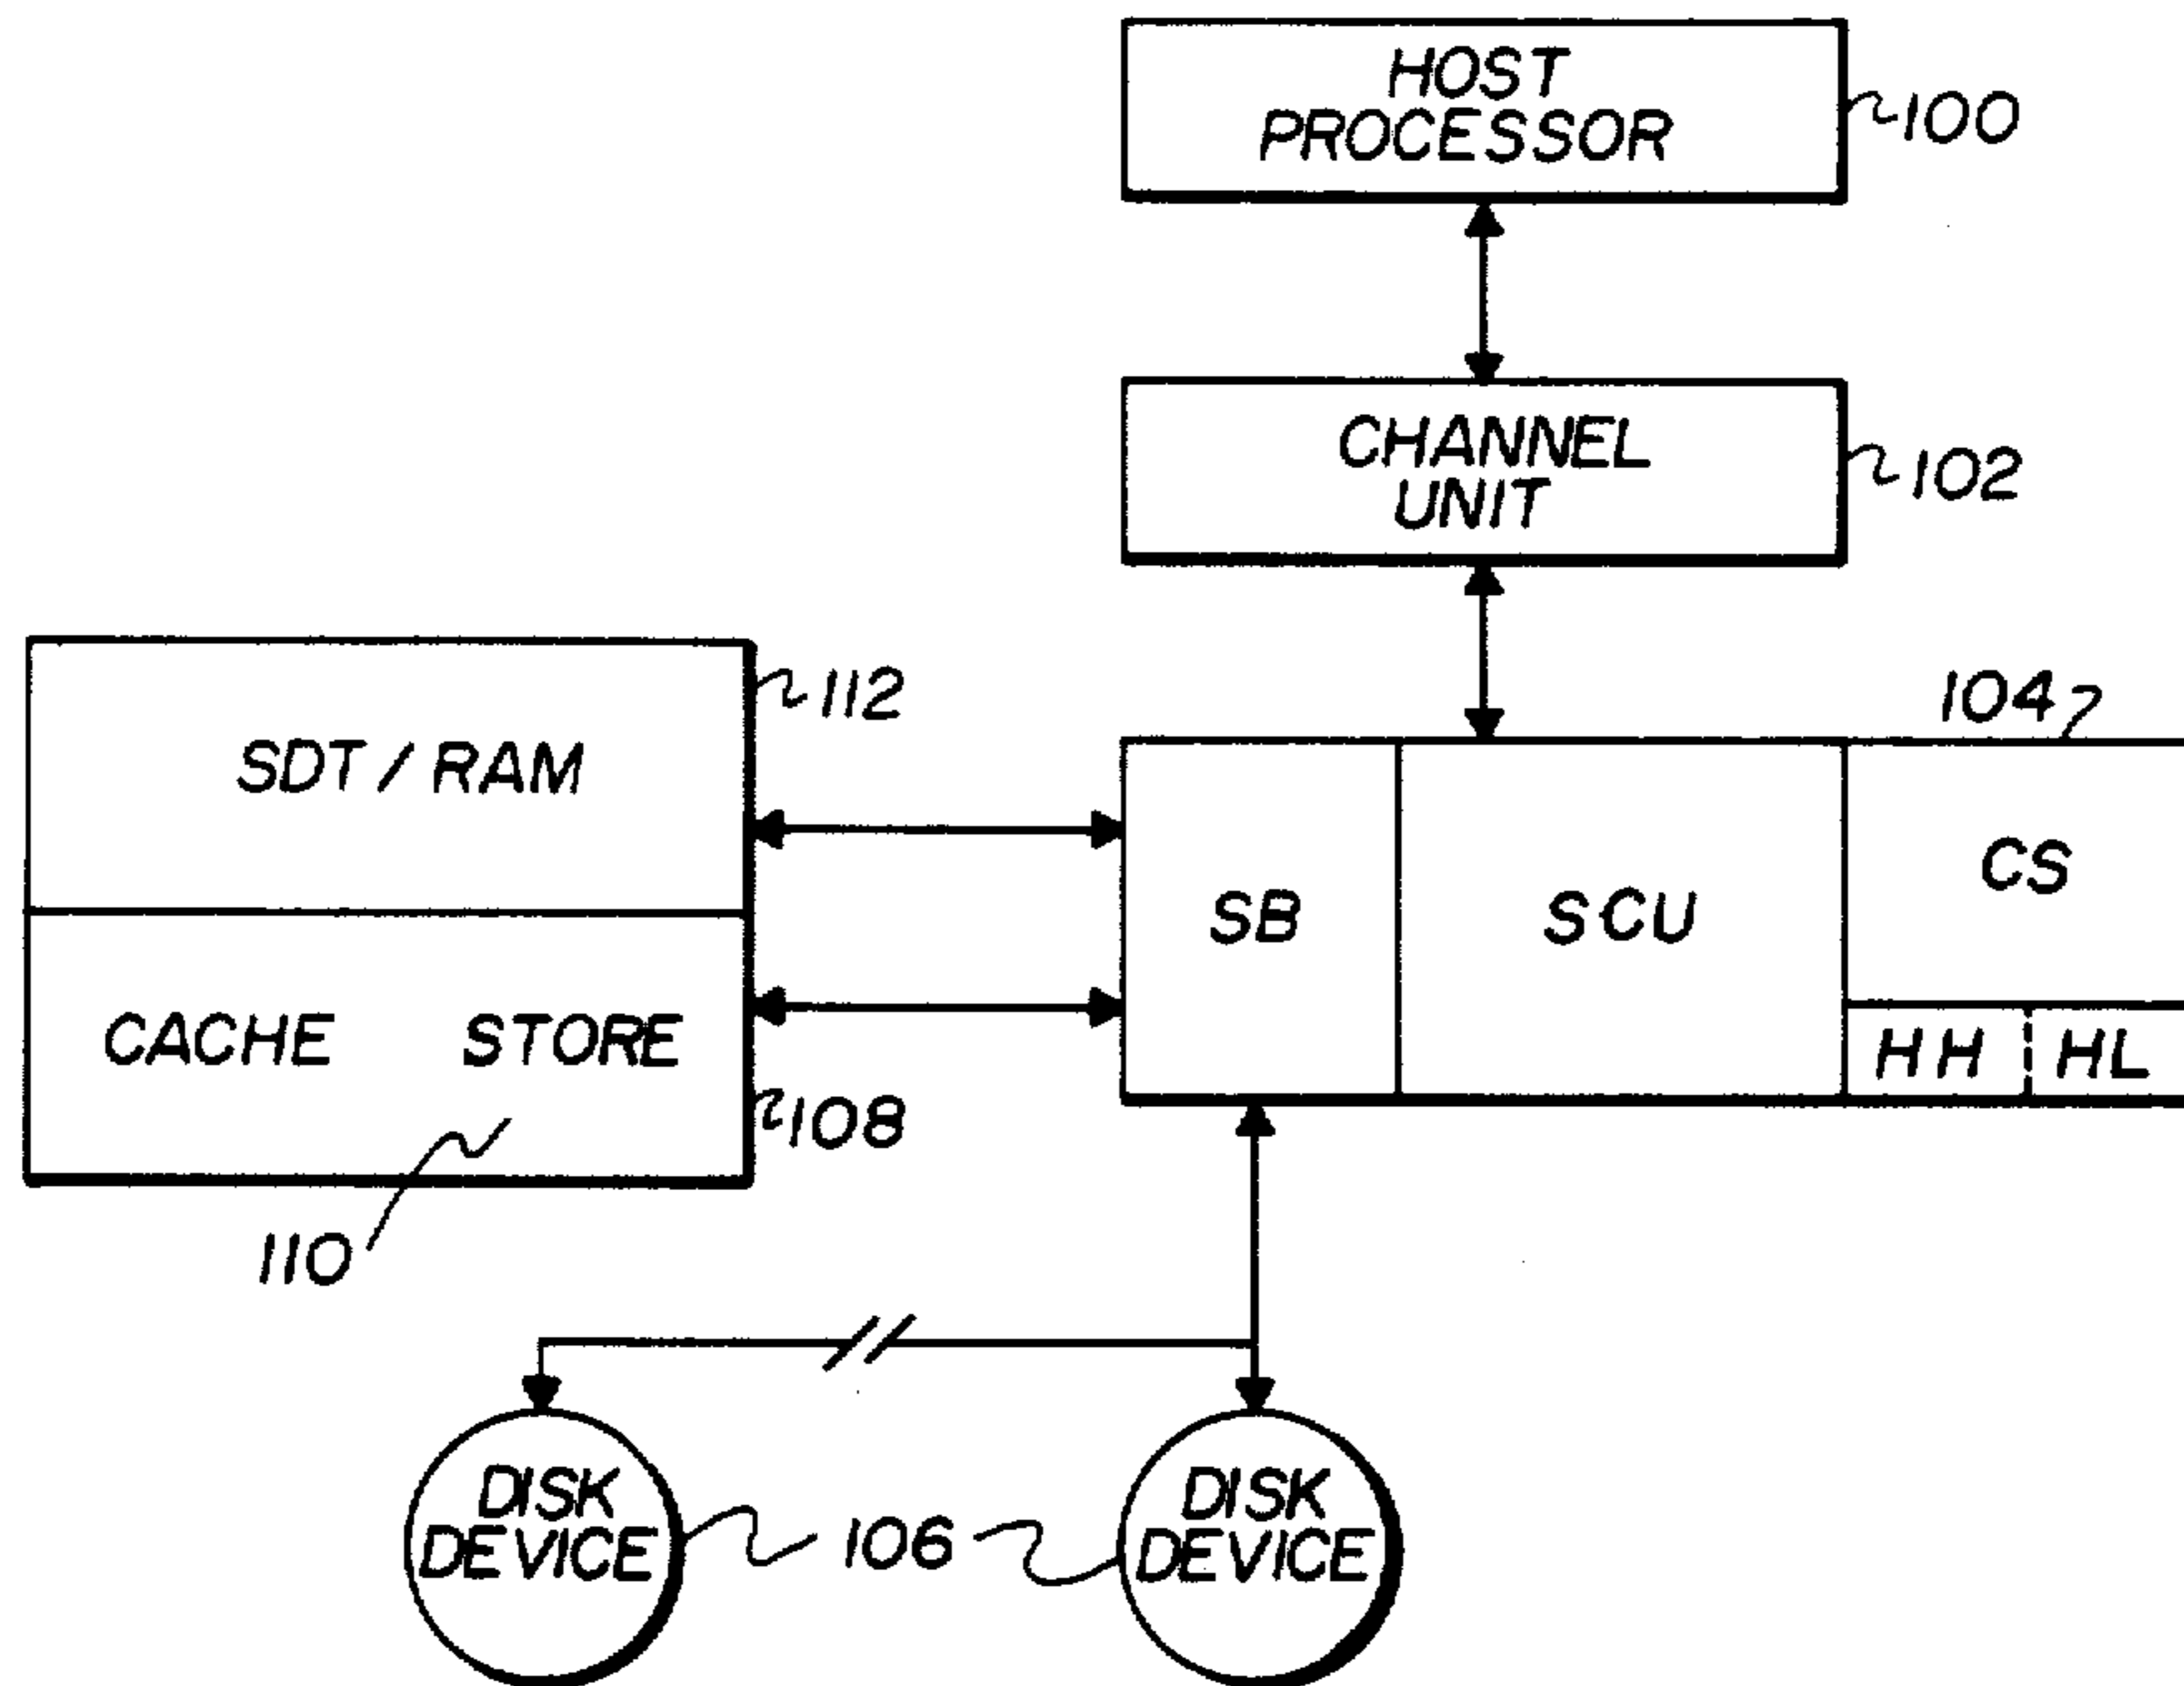 HOST
PROCESSOR
100
CHANNEL
UNIT
102
112
104
SDT / RAM
CS
SB
SCU
CACHE STORE
HH
HL
108
110
DISK
DEVICE
106
DISK
DEVICE